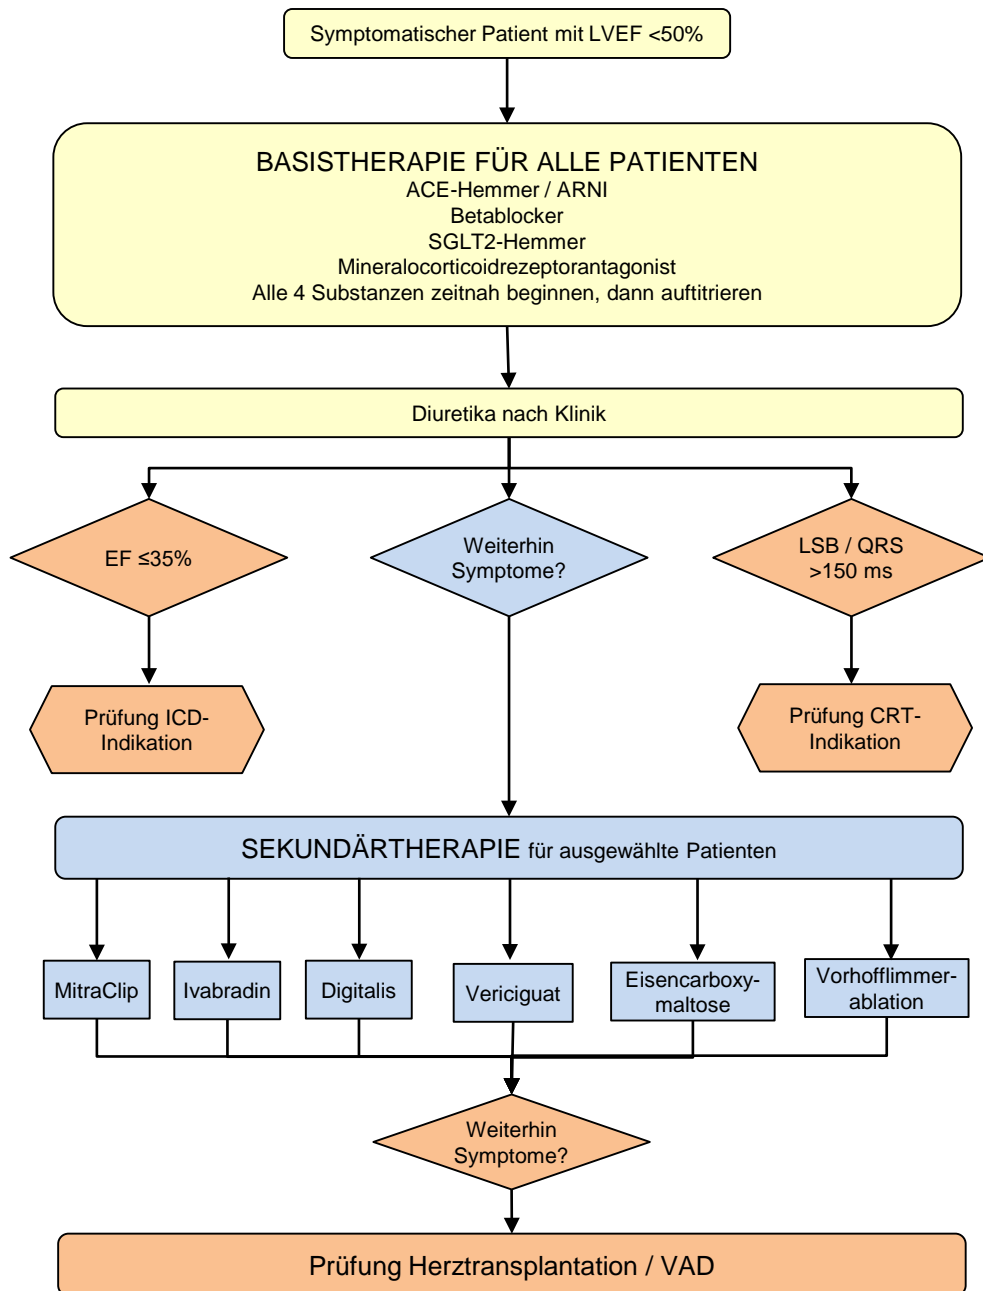 Symptomatischer Patient mit LVEF <50%
BASISTHERAPIE FÜR ALLE PATIENTEN
ACE-Hemmer / ARNI
Betablocker
SGLT2-Hemmer
Mineralocorticoidrezeptorantagonist
Alle 4 Substanzen zeitnah beginnen, dann auftitrieren
Diuretika nach Klinik
EF ≤35%
Weiterhin
Symptome?
LSB / QRS
>150 ms
Prüfung ICD-
Indikation
Prüfung CRT-
Indikation
SEKUNDÄRTHERAPIE für ausgewählte Patienten
MitraClip
Ivabradin
Digitalis
Vericiguat
Eisencarboxy-
maltose
Vorhofflimmer-
ablation
Weiterhin
Symptome?
Prüfung Herztransplantation / VAD